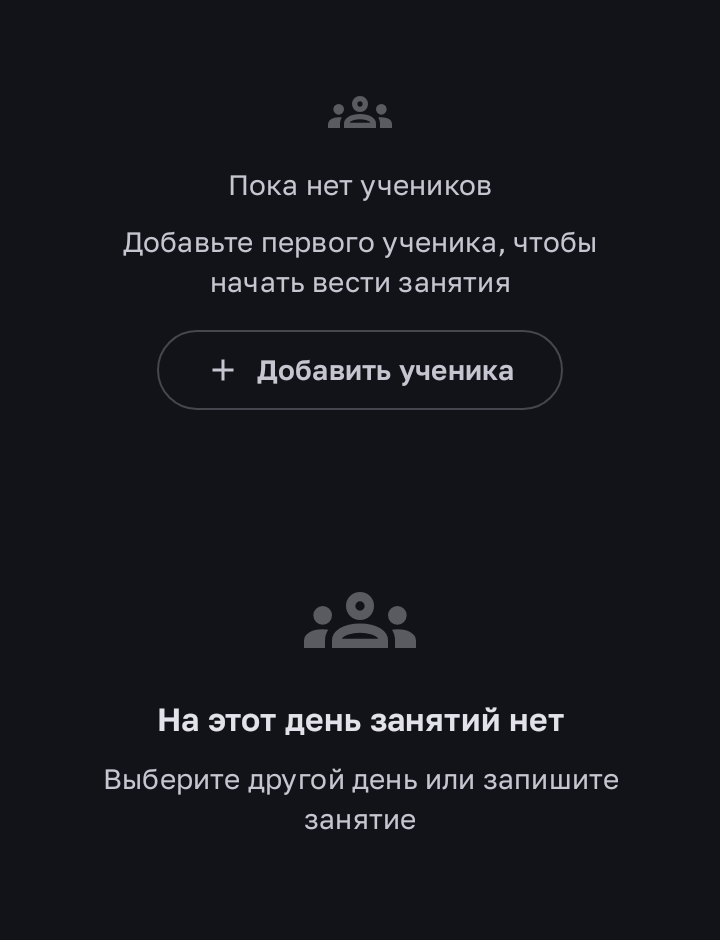 Пока нет учеников
Добавьте первого ученика, чтобы
начать вести занятия
+ Добавить ученика
На этот день занятий нет
Выберите другой день или запишите
занятие